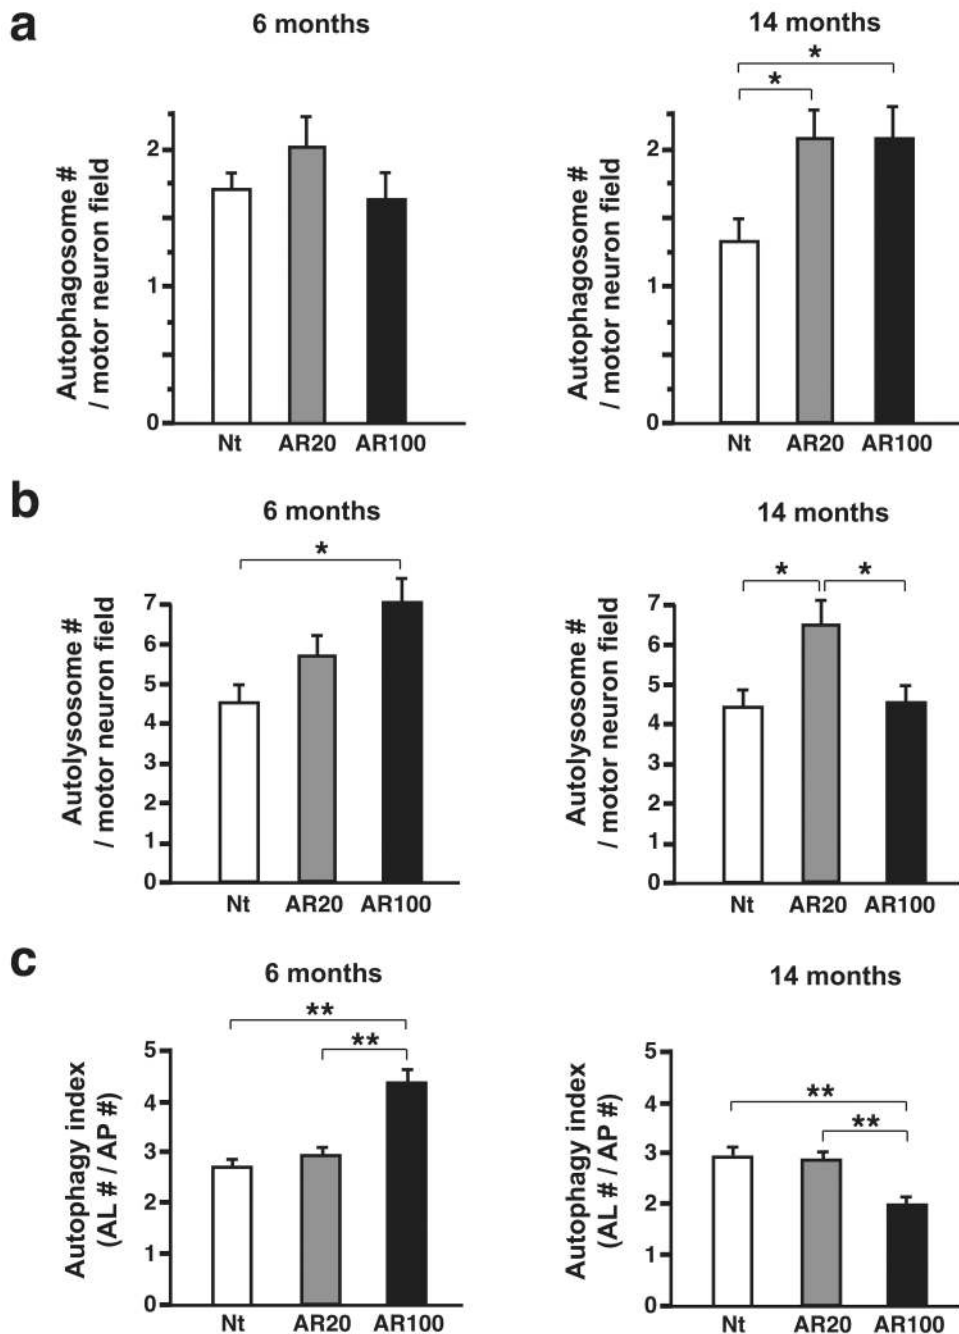 a
6 months
14 months
*
*
Autophagosome #
/ motor neuron field
2
1
0
Nt AR20 AR100
Autophagosome #
/ motor neuron field
2
1
0
Nt AR20 AR100
b
6 months
14 months
*
* *
Autolysosome #
/ motor neuron field
7
6
5
4
3
2
1
0
Nt AR20 AR100
Autolysosome #
/ motor neuron field
7
6
5
4
3
2
1
0
Nt AR20 AR100
c
6 months
14 months
**
**
Autophagy index
(AL # / AP #)
5
4
3
2
1
0
Nt AR20 AR100
**
**
Autophagy index
(AL # / AP #)
5
4
3
2
1
0
Nt AR20 AR100